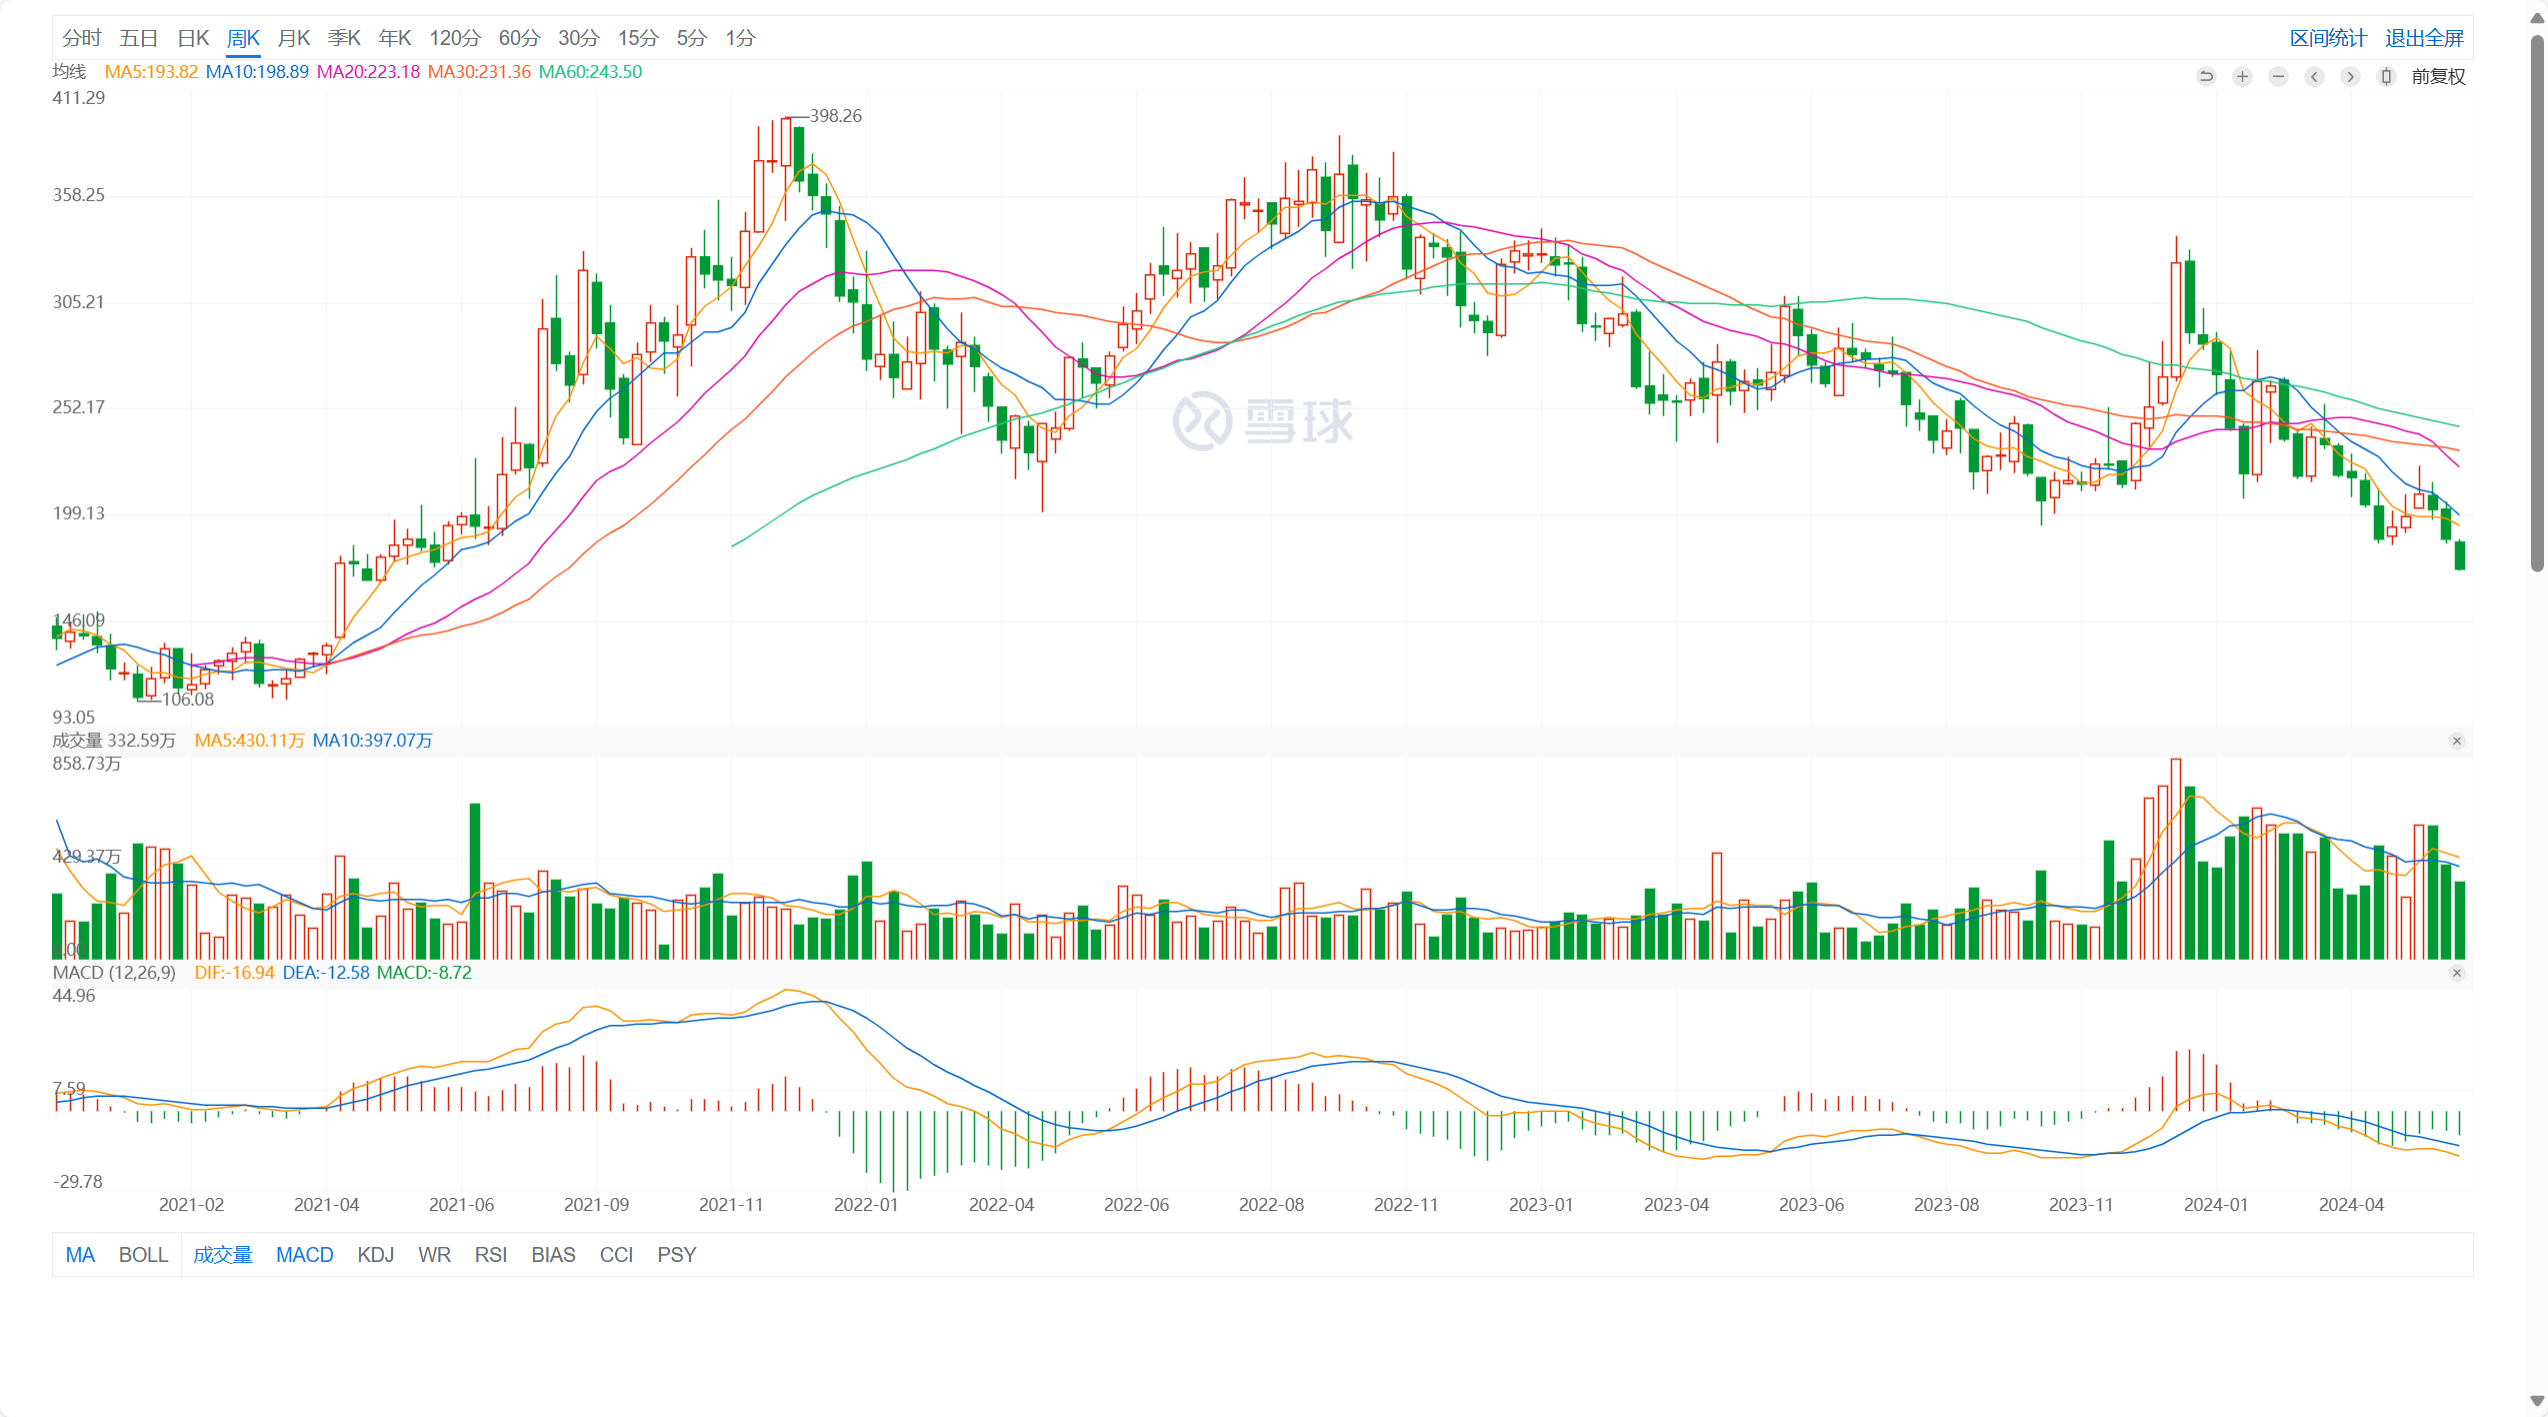 分时 五日 日K 周K 月K 季K 年K 120分 60分 30分 15分 5分 1分 区间统计 退出全屏
均线 MA5:193.82 MA10:198.89 MA20:223.18 MA30:231.36 MA60:243.50 前复权
411.29
398.26
358.25
305.21
252.17
雪球
199.13
146.09
106.08
93.05
成交量 332.59万 MA5:430.11万 MA10:397.07万
858.73万
429.37万
MACD (12,26,9) DIF:-16.94 DEA:-12.58 MACD:-8.72
44.96
7.59
-29.78
2021-02 2021-04 2021-06 2021-09 2021-11 2022-01 2022-04 2022-06 2022-08 2022-11 2023-01 2023-04 2023-06 2023-08 2023-11 2024-01 2024-04
MA BOLL 成交量 MACD KDJ WR RSI BIAS CCI PSY